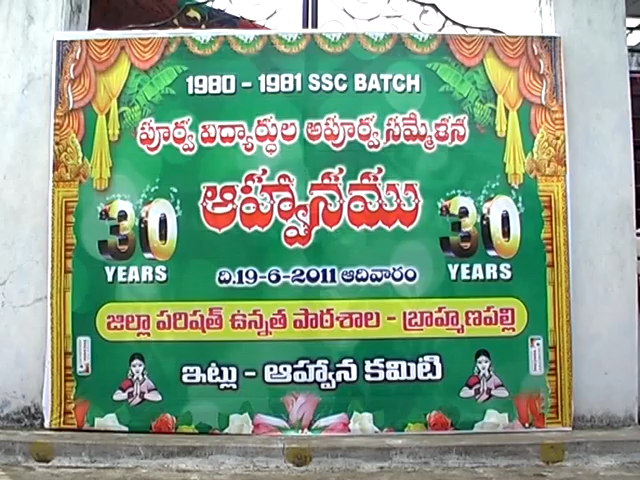 1980 - 1981 SSC BATCH
పూర్వ విద్యార్ధుల అపూర్వ సమ్మేళన
ఆహ్వానము
30 YEARS
30 YEARS
ది.19-6-2011 ఆదివారం
జిల్లా పరిషత్ ఉన్నత పాఠశాల - బ్రాహ్మణపల్లి
ఇట్లు - ఆహ్వాన కమిటి